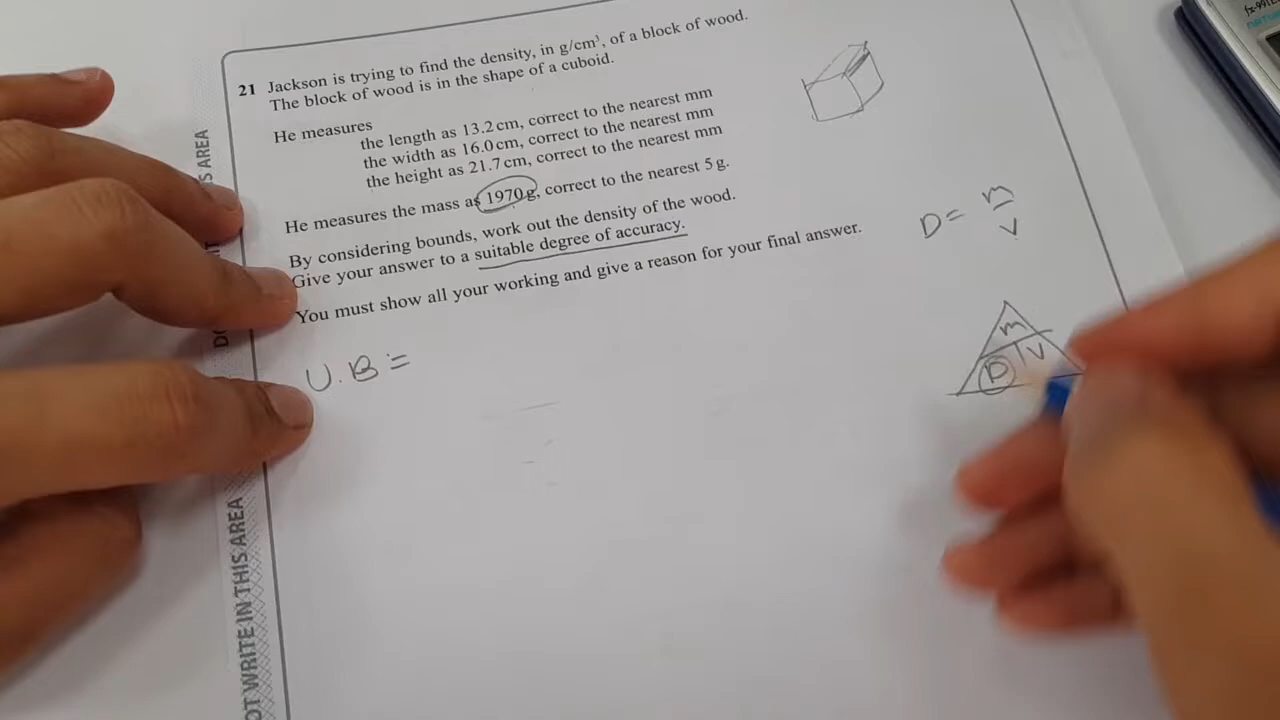 21 Jackson is trying to find the density, in g/cm³, of a block of wood.
The block of wood is in the shape of a cuboid.
He measures
the length as 13.2 cm, correct to the nearest mm
the width as 16.0 cm, correct to the nearest mm
the height as 21.7 cm, correct to the nearest mm
He measures the mass as 1970 g, correct to the nearest 5 g.
By considering bounds, work out the density of the wood.
Give your answer to a suitable degree of accuracy.
You must show all your working and give a reason for your final answer.
D = m
V
m
D V
U.B =
S AREA
OT WRITE IN THIS AREA